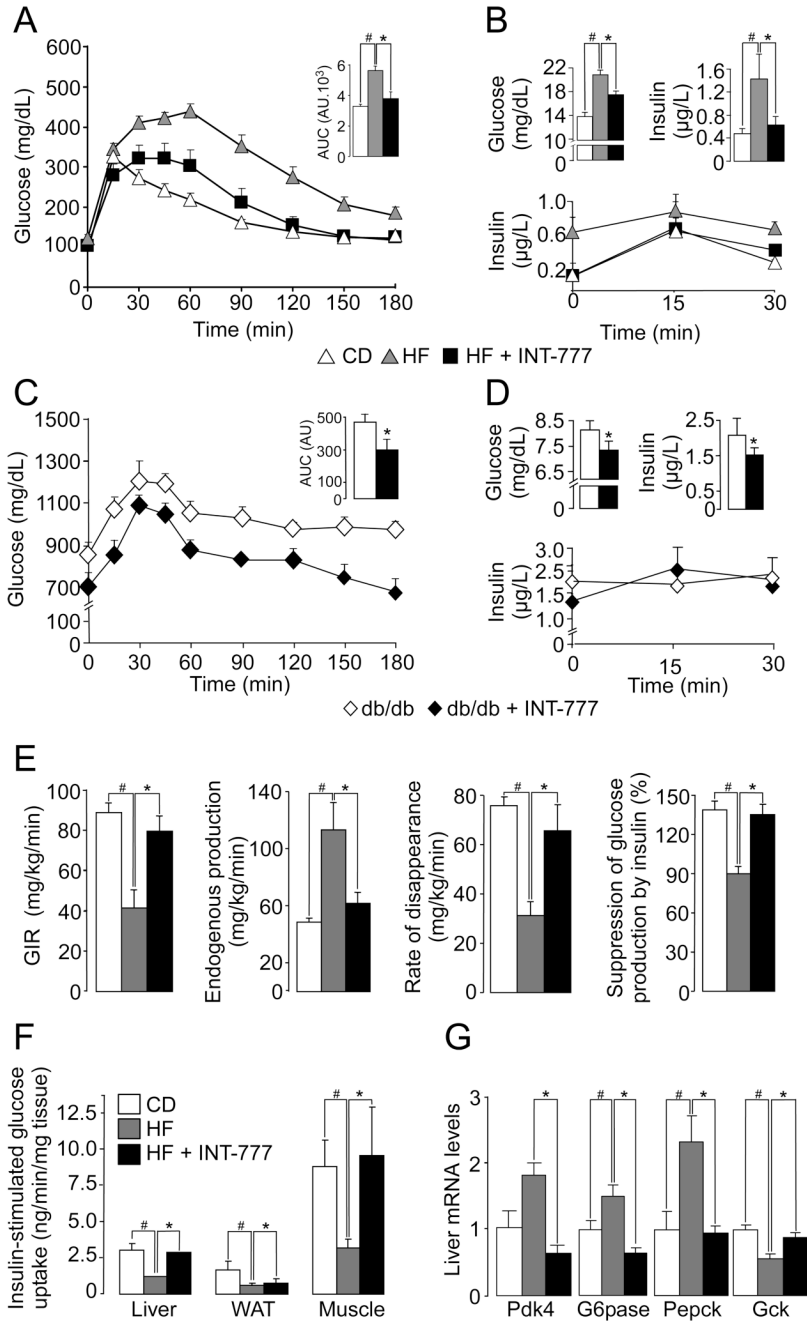 A
Glucose (mg/dL)
600
500
400
300
200
100
0
0 30 60 90 120 150 180
Time (min)
AUC (AU.10³)
6
4
2
0
# *
B
Glucose
(mg/dL)
22
18
14
10
0
# *
Insulin
(µg/L)
1.6
1.2
0.8
0.4
0
# *
Insulin
(µg/L)
1.0
0.6
0.2
0 15 30
Time (min)
CD HF HF + INT-777
C
Glucose (mg/dL)
1500
1300
1100
900
700
100
0
0 30 60 90 120 150 180
Time (min)
AUC (AU)
500
400
300
200
100
0
*
D
Glucose
(mg/dL)
8.5
7.5
6.5
0
*
Insulin
(µg/L)
2.5
2
1.5
0
*
Insulin
(µg/L)
3.0
2.5
2.0
1.5
1.0
0
0 15 30
Time (min)
db/db db/db + INT-777
E
GIR (mg/kg/min)
100
80
60
40
20
0
# *
Endogenous production
(mg/kg/min)
140
100
60
40
0
# *
Rate of disappearance
(mg/kg/min)
80
60
40
20
0
# *
Suppression of glucose
production by insulin (%)
150
120
90
60
30
0
# *
F
Insulin-stimulated glucose
uptake (ng/min/mg tissue)
12.5
10.0
7.5
5.0
2.5
0
CD
HF
HF + INT-777
# *
# *
# *
Liver WAT Muscle
G
Liver mRNA levels
3
2
1
0
*
# *
# *
# *
Pdk4 G6pase Pepck Gck